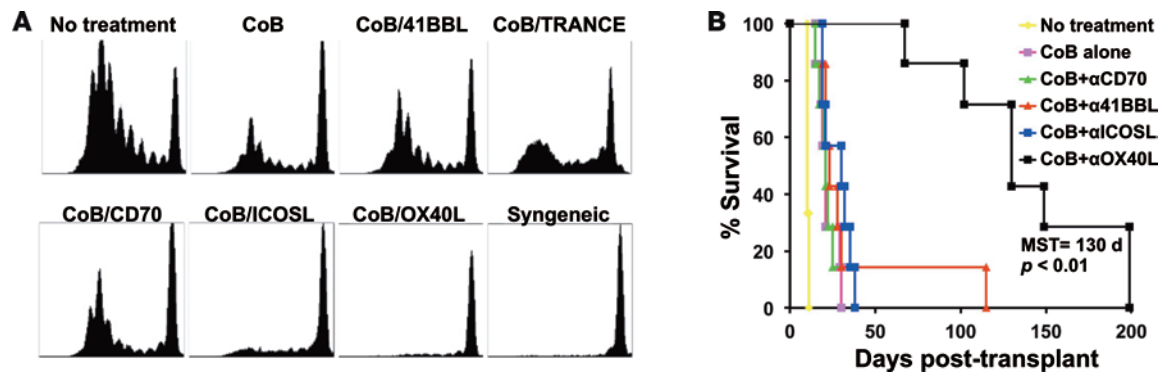 A
No treatment
CoB
CoB/41BBL
CoB/TRANCE
CoB/CD70
CoB/ICOSL
CoB/OX40L
Syngeneic
B
% Survival
100
80
60
40
20
0
0
50
100
150
200
Days post-transplant
No treatment
CoB alone
CoB+αCD70
CoB+α41BBL
CoB+αICOSL
CoB+αOX40L
MST= 130 d
p < 0.01